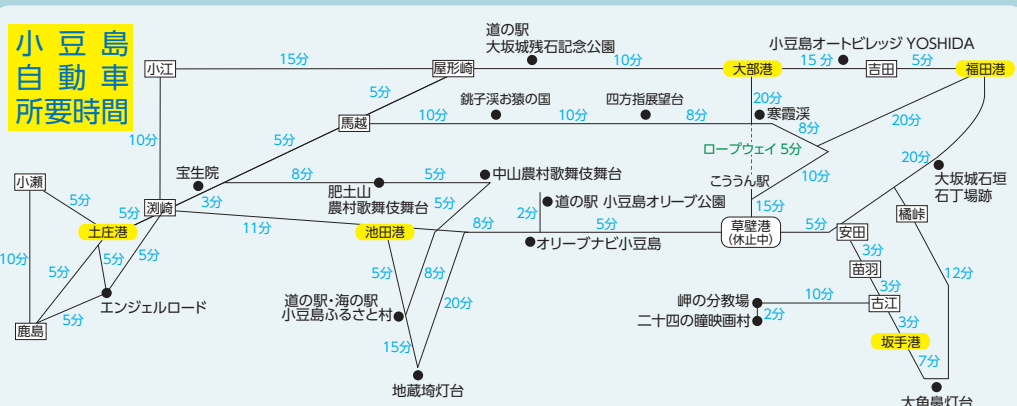 小豆島
自動車
所要時間
道の駅
大坂城残石記念公園
小豆島オートビレッジ YOSHIDA
小江
15分
屋形崎
10分
大部港
15 分
吉田
5分
福田港
5分
馬越
10分
銚子渓お猿の国
10分
四方指展望台
8分
20分
寒霞渓
8分
20分
ロープウェイ 5分
10分
5分
宝生院
3分
8分
肥土山
農村歌舞伎舞台
5分
中山農村歌舞伎舞台
5分
こううん駅
10分
15分
20分
大坂城石垣
石丁場跡
小瀬
5分
5分
渕崎
土庄港
11分
池田港
8分
道の駅 小豆島オリーブ公園
2分
5分
オリーブナビ小豆島
草壁港
(休止中)
5分
安田
橘峠
10分
5分
5分
5分
エンジェルロード
5分
鹿島
5分
8分
20分
道の駅・海の駅
小豆島ふるさと村
15分
地蔵埼灯台
3分
苗羽
3分
古江
12分
岬の分教場
10分
二十四の瞳映画村
2分
3分
坂手港
7分
大角鼻灯台